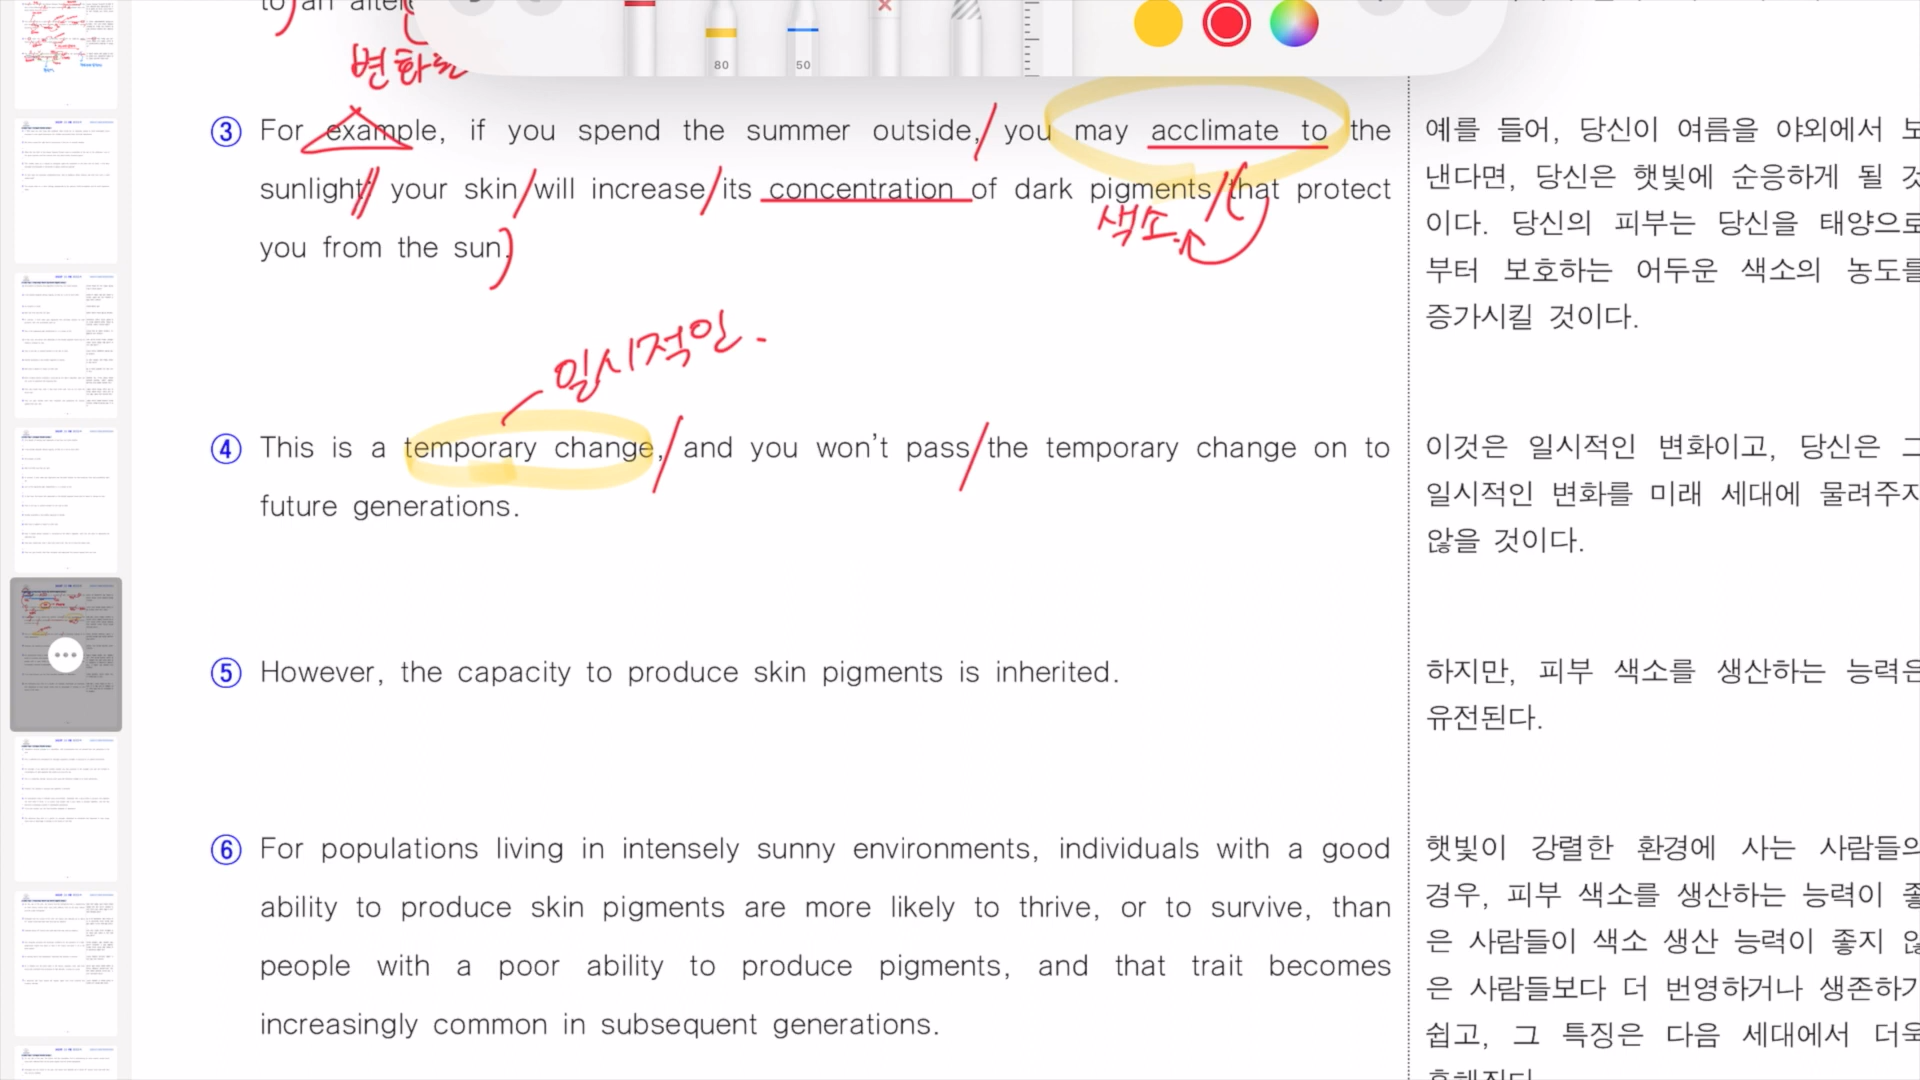 변화를
80
50
③ For example, if you spend the summer outside, you may acclimate to the
sunlight your skin will increase its concentration of dark pigments that protect
you from the sun.
색소.
예를 들어, 당신이 여름을 야외에서 보
낸다면, 당신은 햇빛에 순응하게 될 것
이다. 당신의 피부는 당신을 태양으로
부터 보호하는 어두운 색소의 농도를
증가시킬 것이다.
일시적인.
④ This is a temporary change, and you won't pass the temporary change on to
future generations.
이것은 일시적인 변화이고, 당신은 그
일시적인 변화를 미래 세대에 물려주지
않을 것이다.
⑤ However, the capacity to produce skin pigments is inherited.
하지만, 피부 색소를 생산하는 능력은
유전된다.
⑥ For populations living in intensely sunny environments, individuals with a good
ability to produce skin pigments are more likely to thrive, or to survive, than
people with a poor ability to produce pigments, and that trait becomes
increasingly common in subsequent generations.
햇빛이 강렬한 환경에 사는 사람들의
경우, 피부 색소를 생산하는 능력이 좋
은 사람들이 색소 생산 능력이 좋지 않
은 사람들보다 더 번영하거나 생존하기
쉽고, 그 특징은 다음 세대에서 더욱